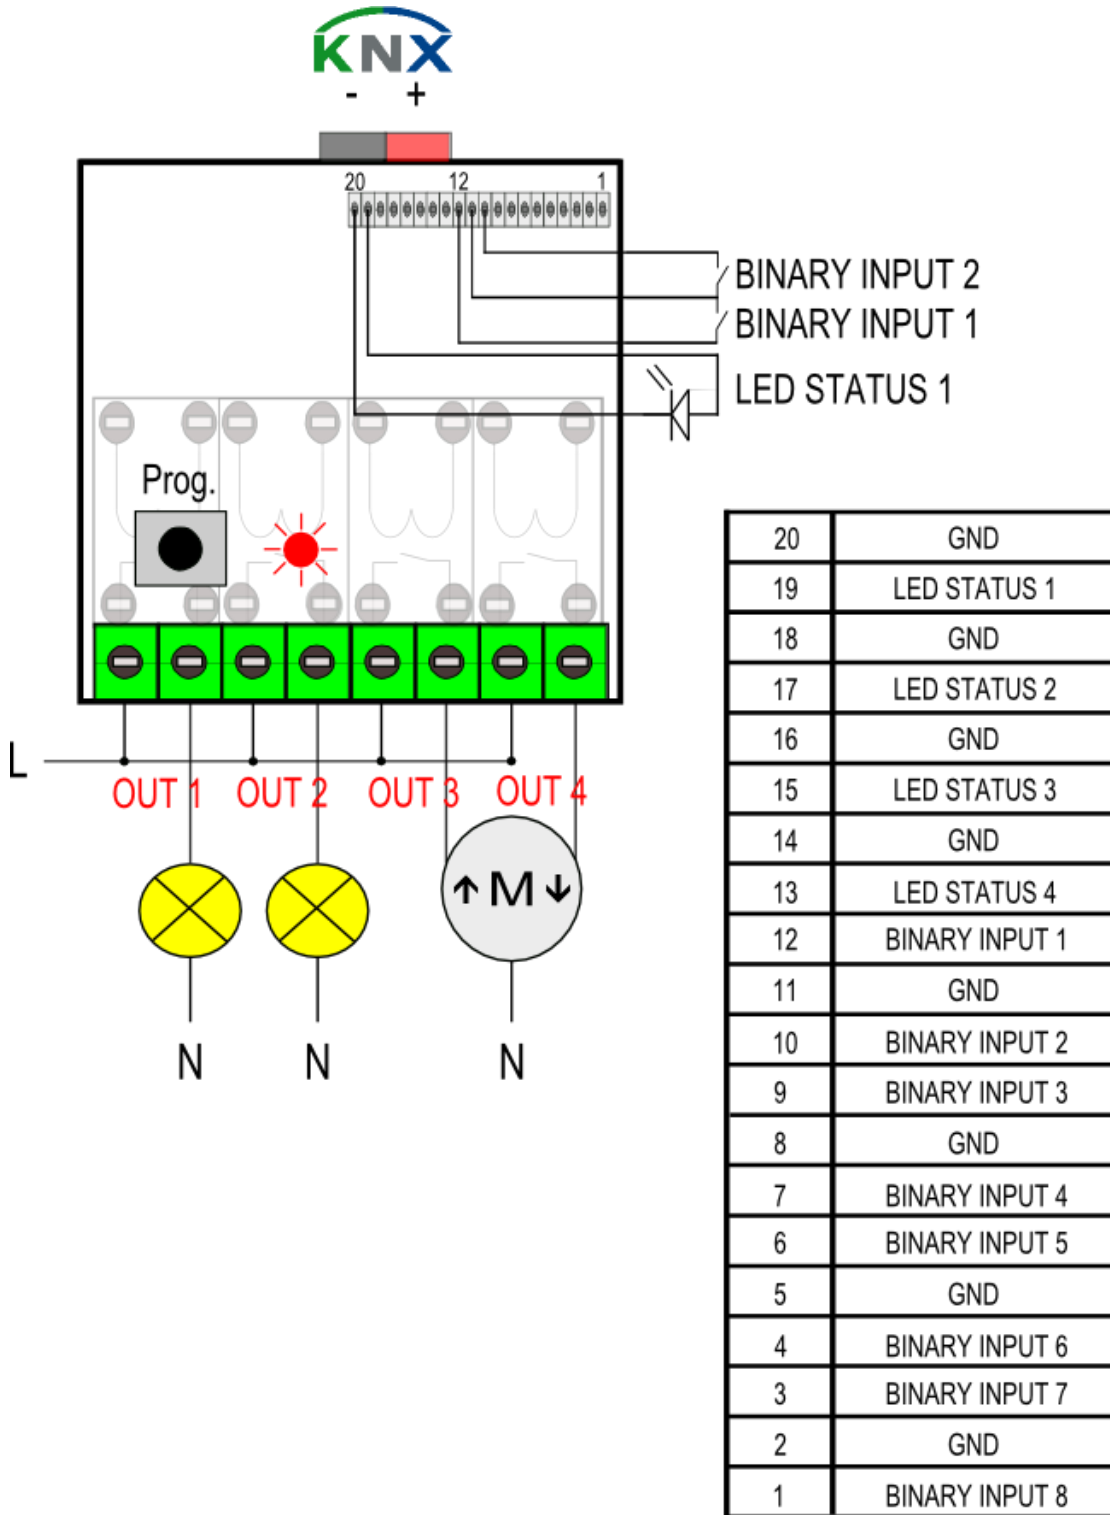 KNX
- +
20 12 1
BINARY INPUT 2
BINARY INPUT 1
LED STATUS 1
Prog.
L
OUT 1 OUT 2 OUT 3 OUT 4
M
N N N
20 GND
19 LED STATUS 1
18 GND
17 LED STATUS 2
16 GND
15 LED STATUS 3
14 GND
13 LED STATUS 4
12 BINARY INPUT 1
11 GND
10 BINARY INPUT 2
9 BINARY INPUT 3
8 GND
7 BINARY INPUT 4
6 BINARY INPUT 5
5 GND
4 BINARY INPUT 6
3 BINARY INPUT 7
2 GND
1 BINARY INPUT 8